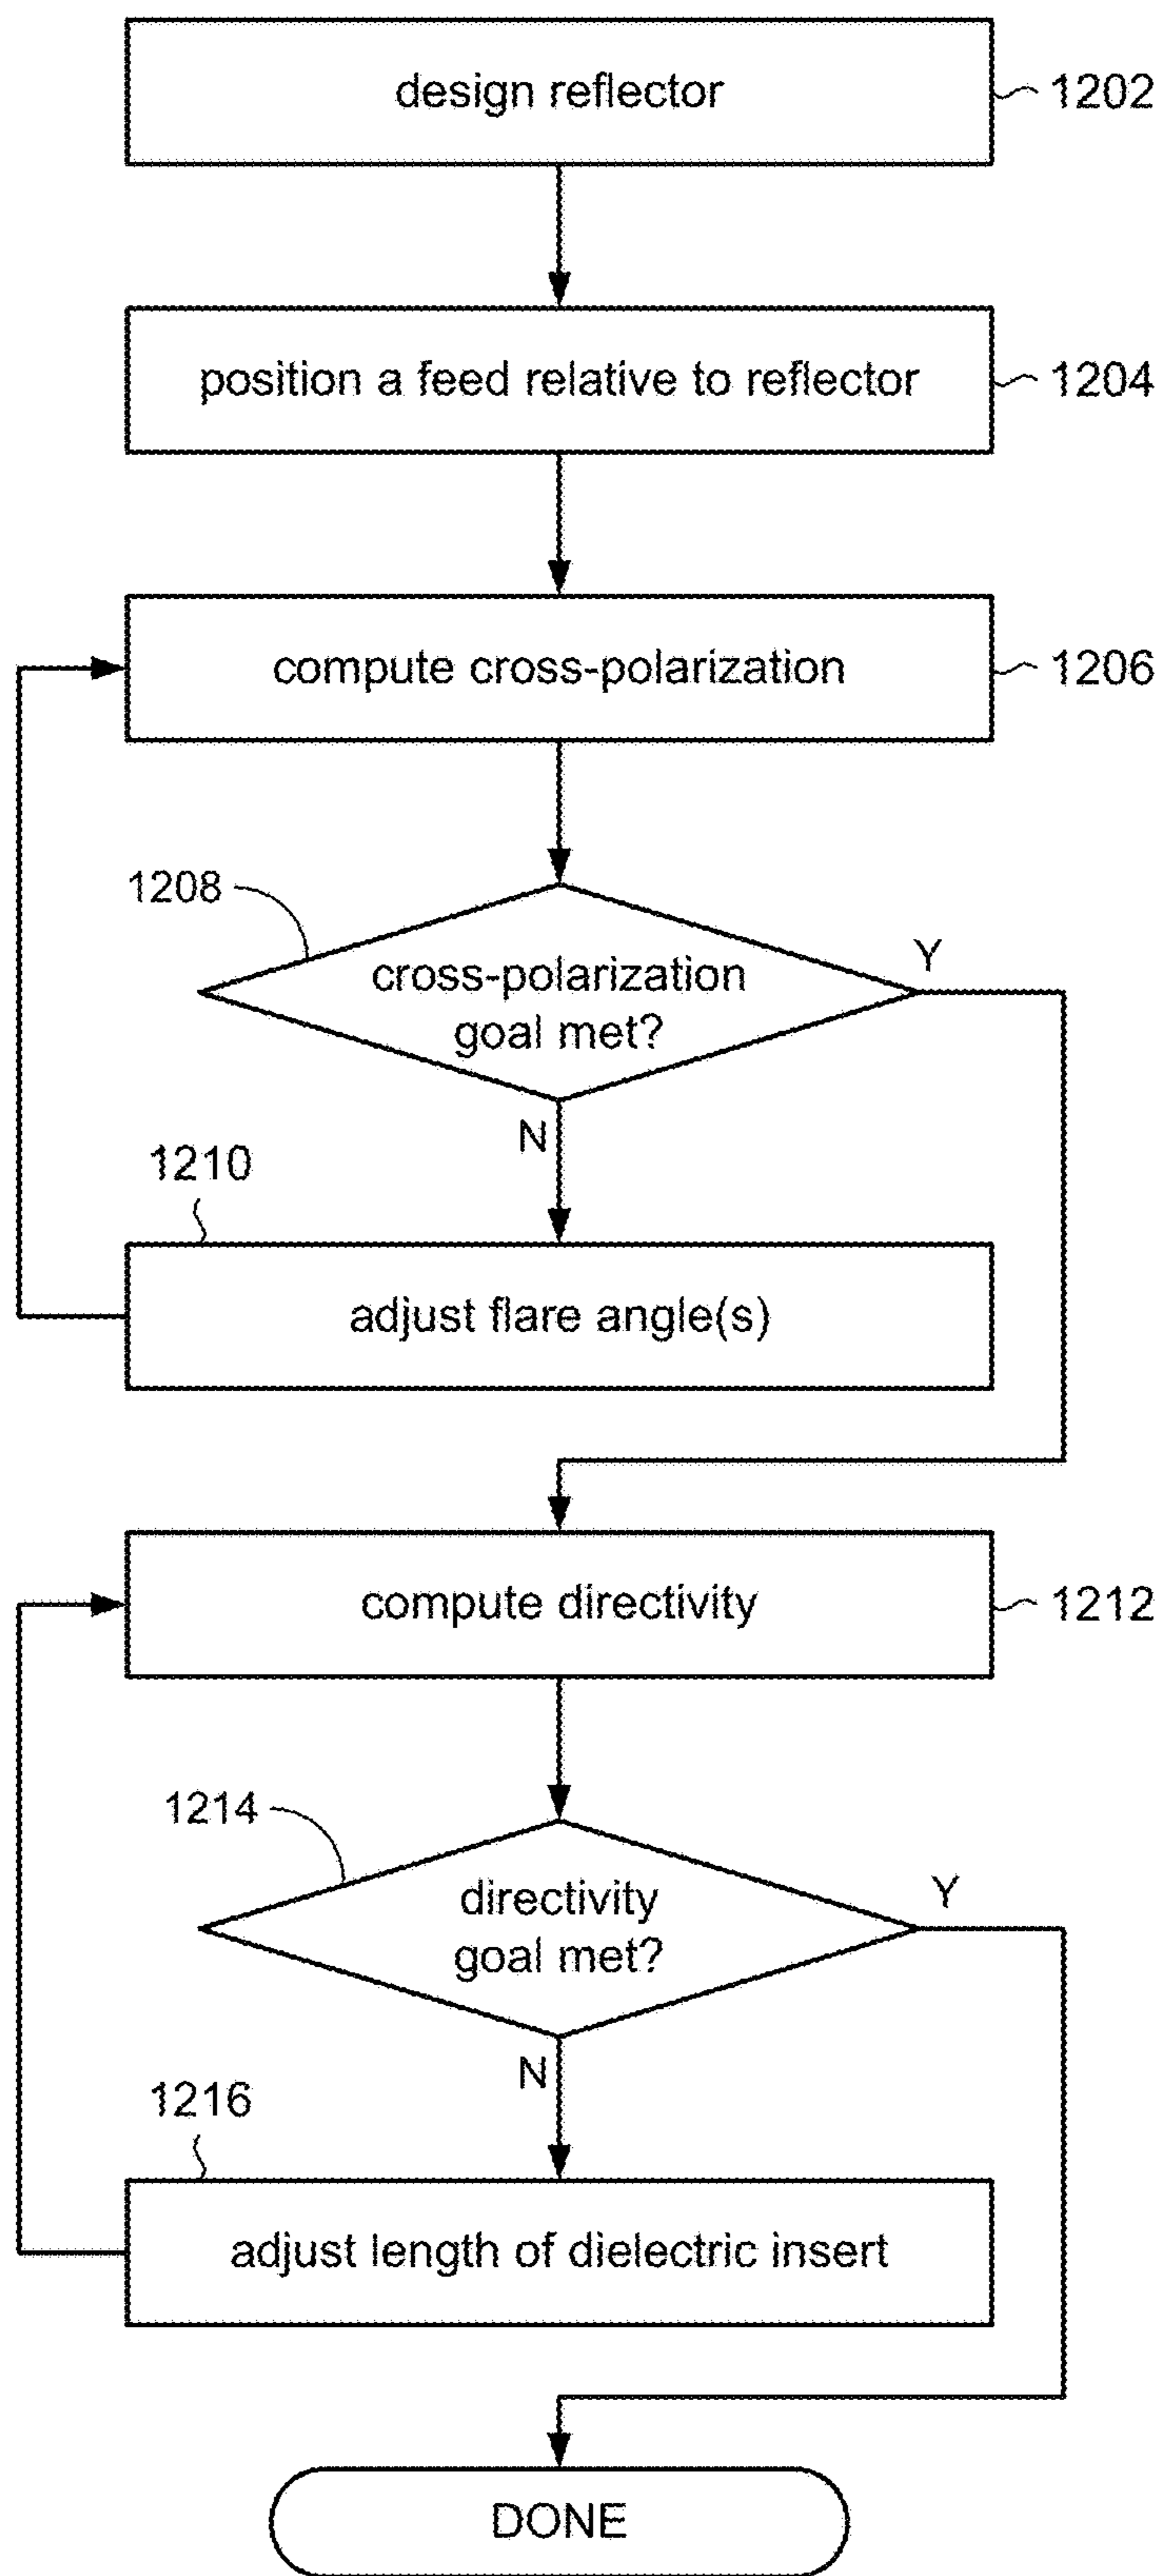 design reflector
1202
position a feed relative to reflector
1204
compute cross-polarization
1206
1208
cross-polarization
goal met?
Y
N
1210
adjust flare angle(s)
compute directivity
1212
1214
directivity
goal met?
Y
N
1216
adjust length of dielectric insert
DONE